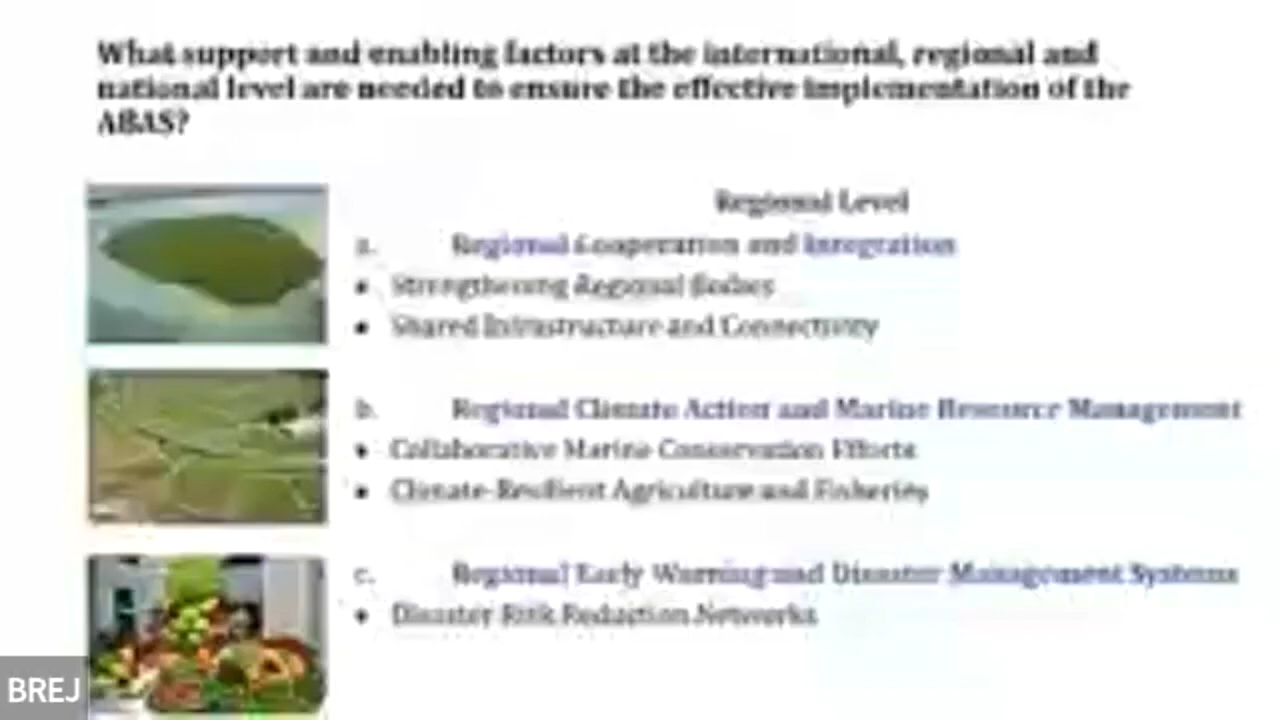 What support and enabling factors at the international, regional and
national level are needed to ensure the effective implementation of the
ABAS?
Regional Level
a. Regional Cooperation and Integration
• Strengthening Regional Bodies
• Shared Infrastructure and Connectivity
b. Regional Climate Action and Marine Resource Management
• Collaborative Marine Conservation Efforts
• Climate-Resilient Agriculture and Fisheries
c. Regional Early Warning and Disaster Management Systems
• Disaster Risk Reduction Networks
BREJ